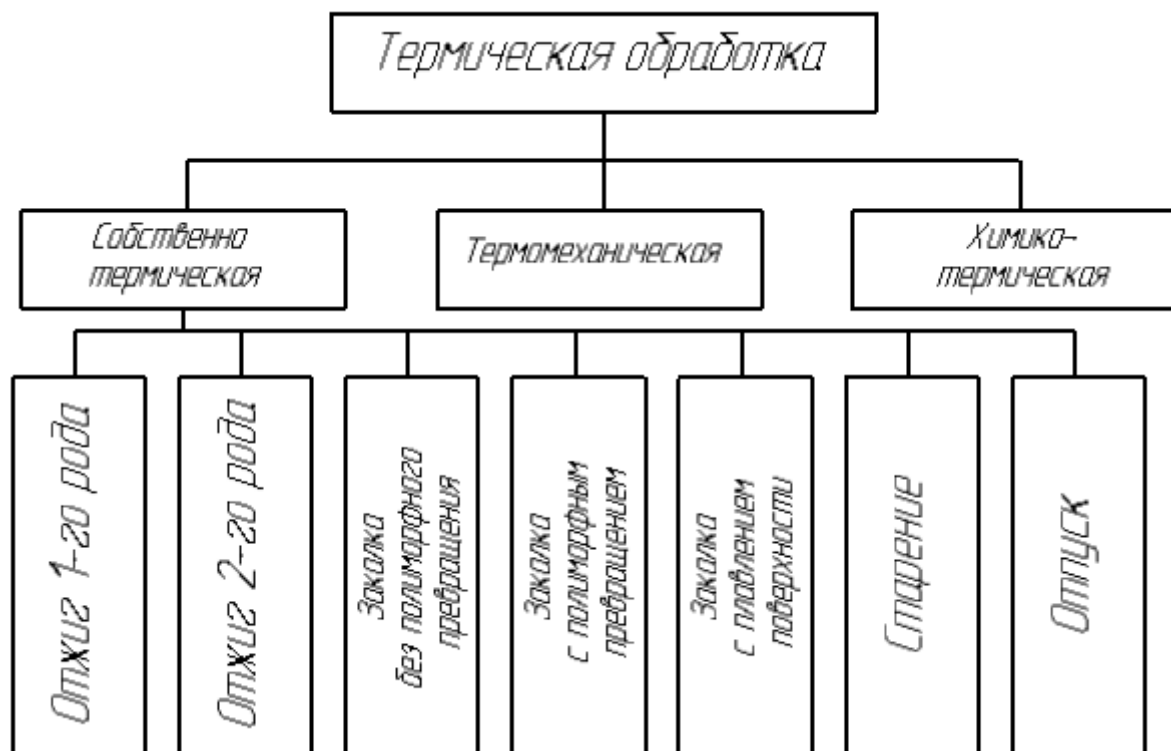 Термическая обработка
Собственно
термическая
Термомеханическая
Химико-
термическая
Отжиг 1-го рода
Отжиг 2-го рода
Закалка
без полиморфного
превращения
Закалка
с полиморфным
превращением
Закалка
с плавлением
поверхности
Старение
Отпуск